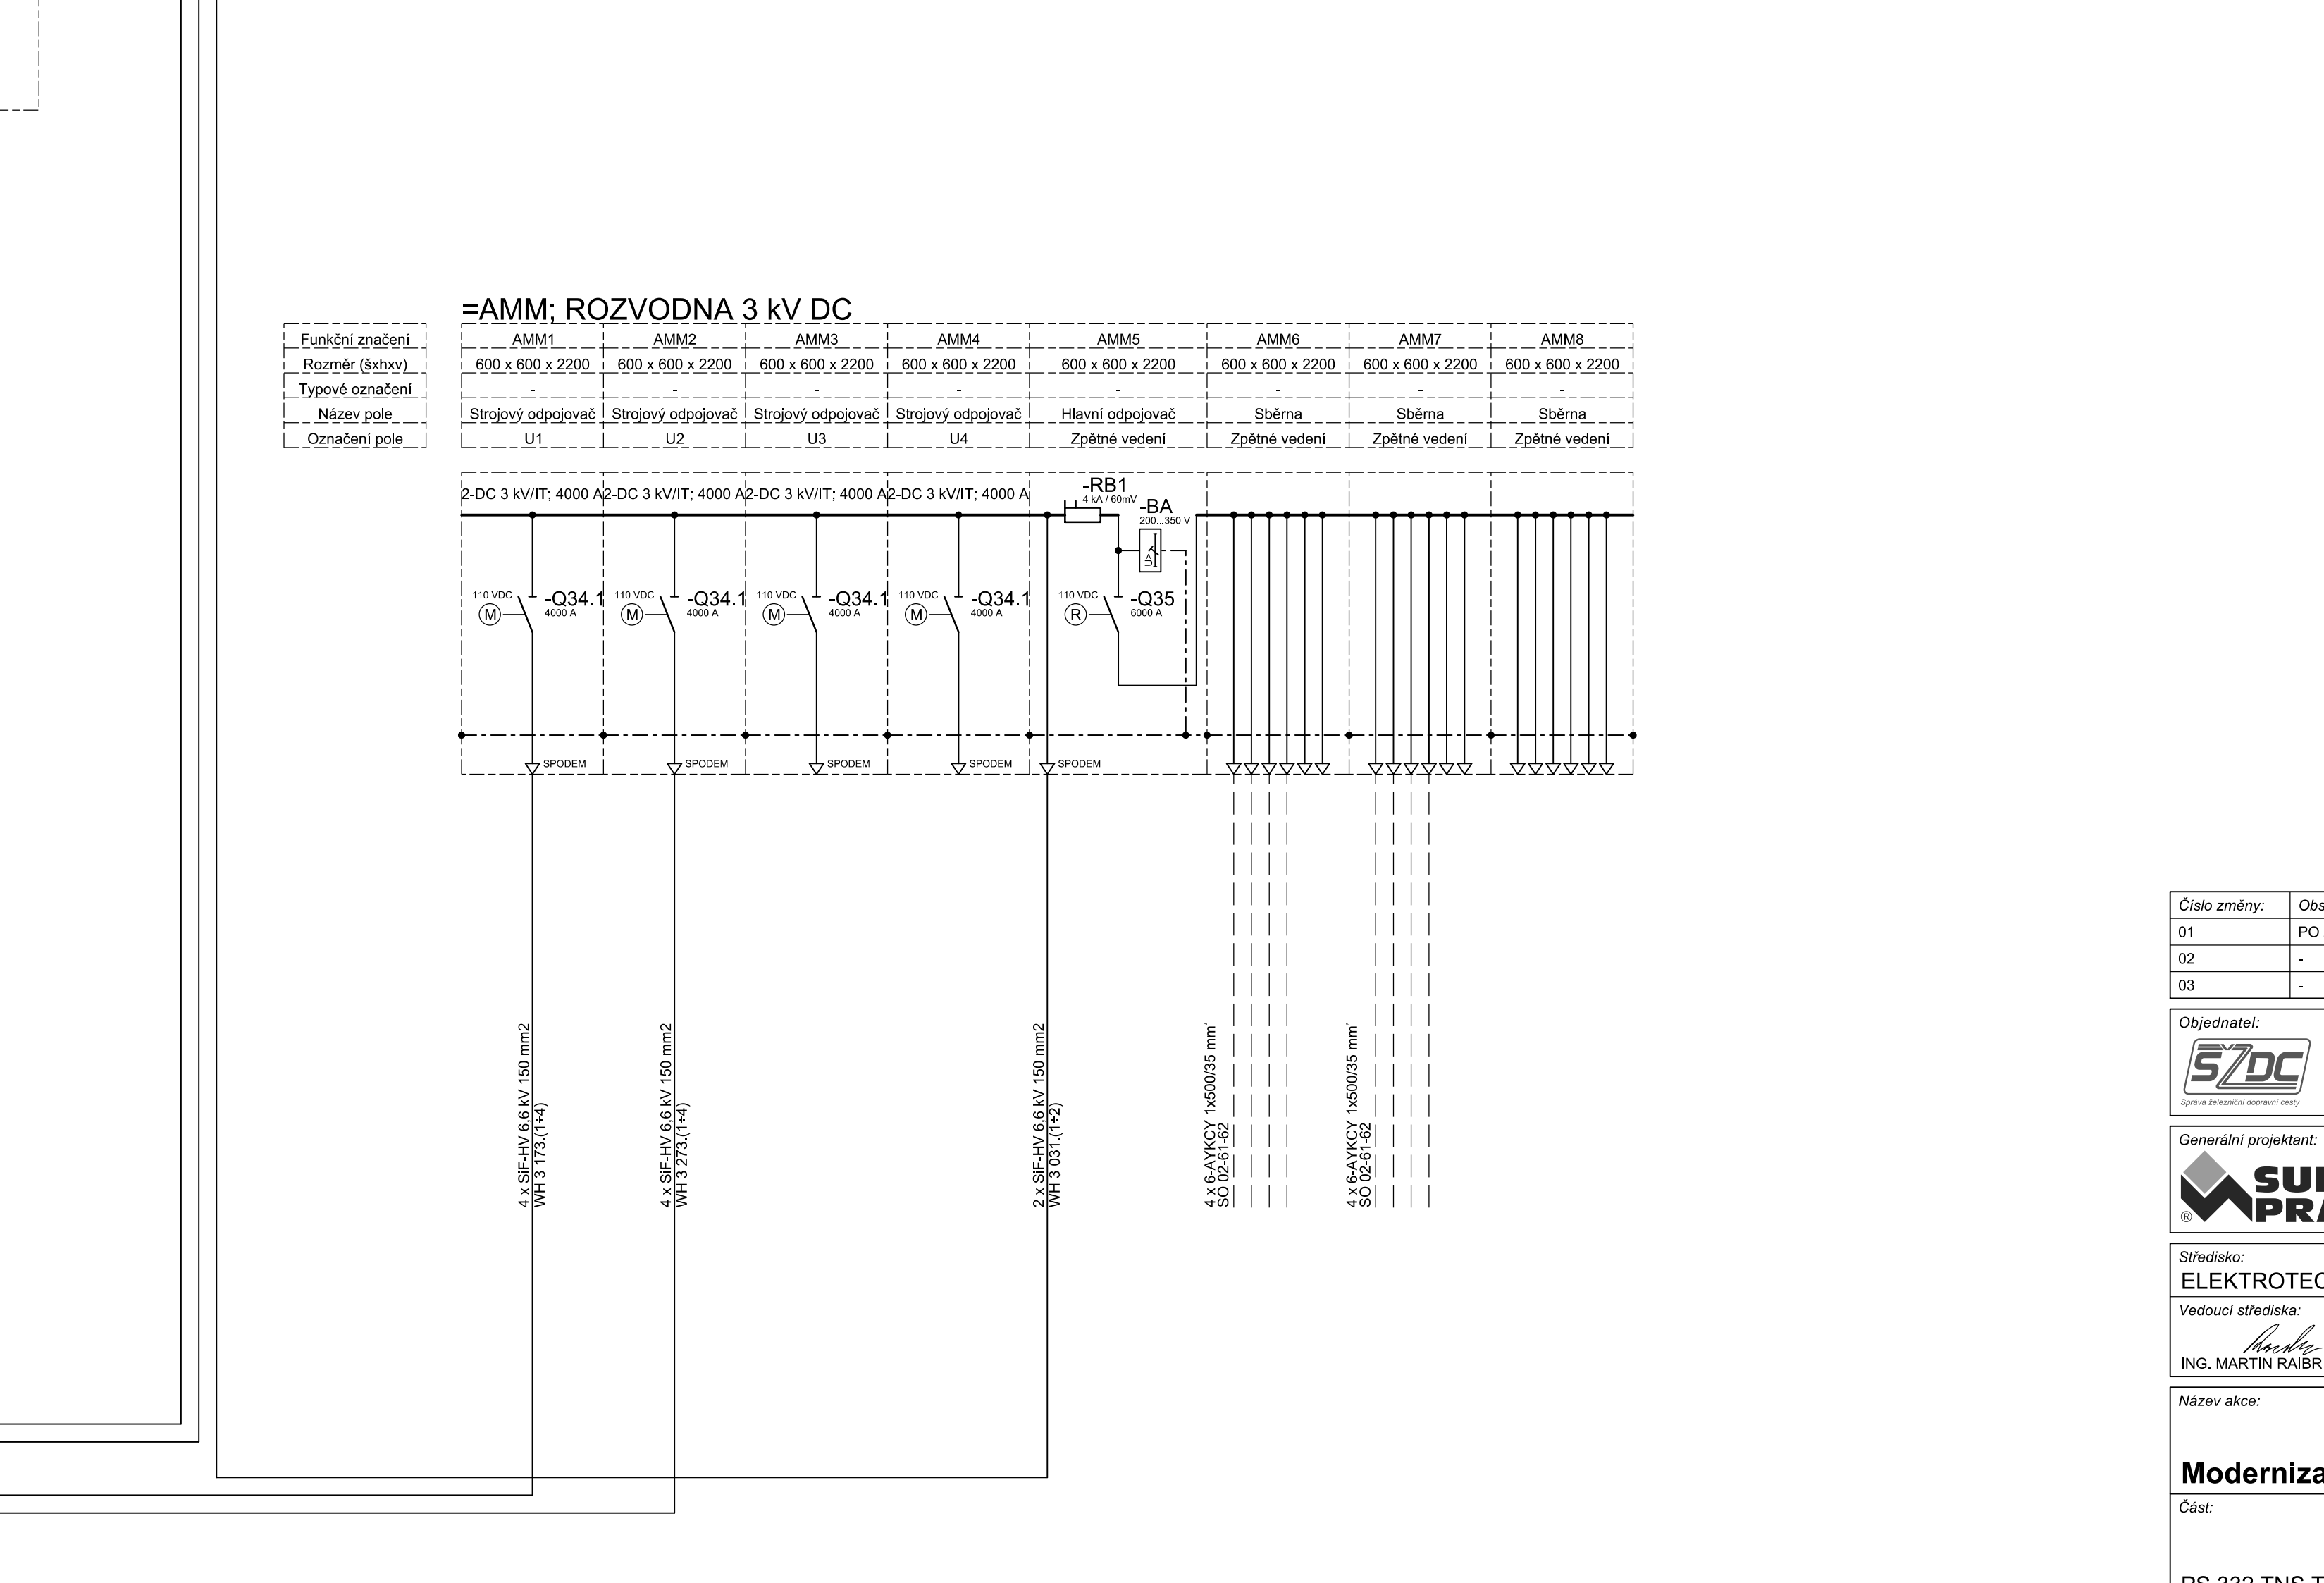 =AMM; ROZVODNA 3 kV DC
Funkční značení AMM1 AMM2 AMM3 AMM4 AMM5 AMM6 AMM7 AMM8
Rozměr (šxhxv) 600 x 600 x 2200 600 x 600 x 2200 600 x 600 x 2200 600 x 600 x 2200 600 x 600 x 2200 600 x 600 x 2200 600 x 600 x 2200 600 x 600 x 2200
Typové označení - - - - - - - -
Název pole Strojový odpojovač Strojový odpojovač Strojový odpojovač Strojový odpojovač Hlavní odpojovač Sběrna Sběrna Sběrna
Označení pole U1 U2 U3 U4 Zpětné vedení Zpětné vedení Zpětné vedení Zpětné vedení
2-DC 3 kV/IT; 4000 A 2-DC 3 kV/IT; 4000 A 2-DC 3 kV/IT; 4000 A 2-DC 3 kV/IT; 4000 A
-RB1
4 kA / 60mV
-BA
200...350 V
U>
110 VDC
M
-Q34.1
4000 A
110 VDC
M
-Q34.1
4000 A
110 VDC
M
-Q34.1
4000 A
110 VDC
M
-Q34.1
4000 A
110 VDC
R
-Q35
6000 A
SPODEM SPODEM SPODEM SPODEM SPODEM
4 x SiF-HV 6,6 kV 150 mm2
WH 3 173.(1÷4)
4 x SiF-HV 6,6 kV 150 mm2
WH 3 273.(1÷4)
2 x SiF-HV 6,6 kV 150 mm2
WH 3 031.(1÷2)
4 x 6-AYKCY 1x500/35 mm²
SO 02-61-62
4 x 6-AYKCY 1x500/35 mm²
SO 02-61-62
Číslo změny: Obs
01 PO
02 -
03 -
Objednatel:
SŽDC
Správa železniční dopravní cesty
Generální projektant:
SU
PRA
®
Středisko:
ELEKTROTEC
Vedoucí střediska:
ING. MARTIN RAIBR
Název akce:
Moderniza
Část:
PS 332 TNS T